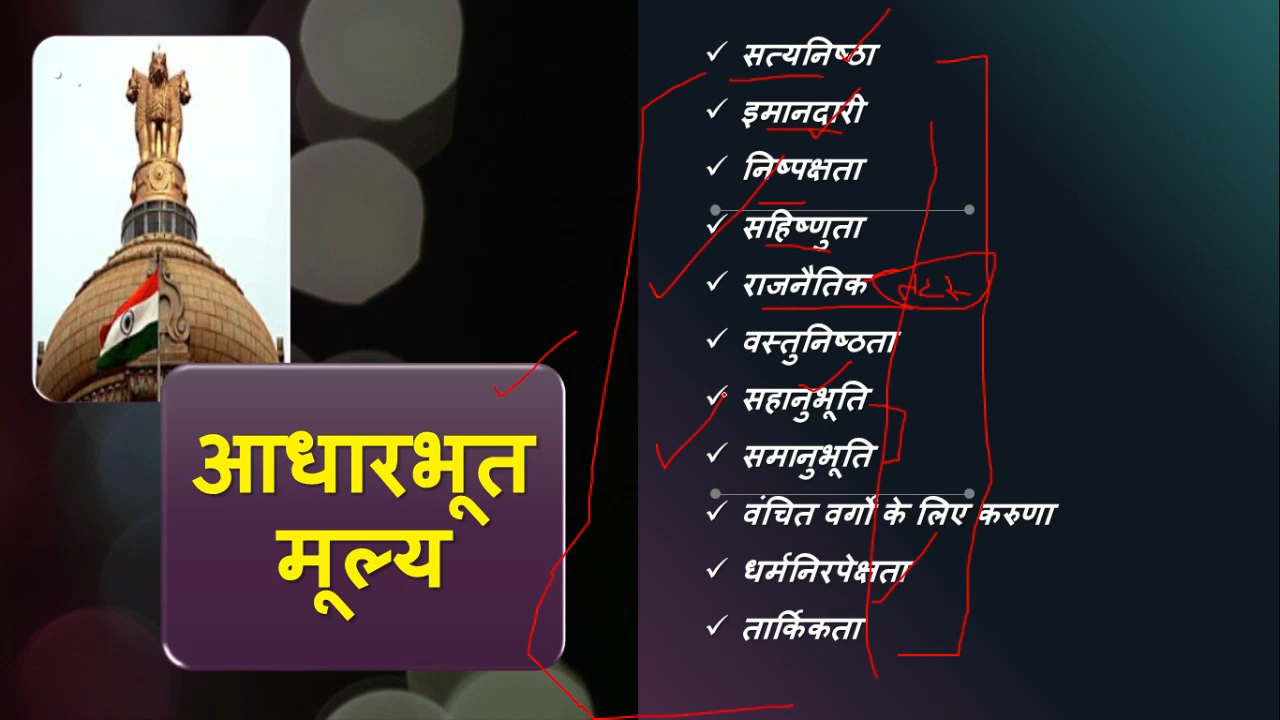 आधारभूत
मूल्य
सत्यनिष्ठा
इमानदारी
निष्पक्षता
सहिष्णुता
राजनैतिक
वस्तुनिष्ठता
सहानुभूति
समानुभूति
वंचित वर्गों के लिए करुणा
धर्मनिरपेक्षता
तार्किकता